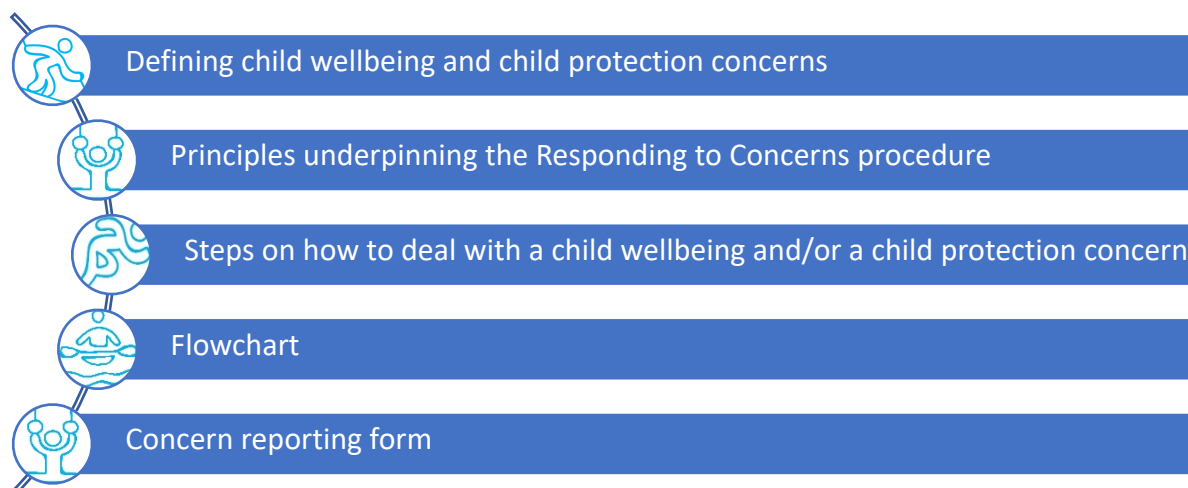 Defining child wellbeing and child protection concerns
Principles underpinning the Responding to Concerns procedure
Steps on how to deal with a child wellbeing and/or a child protection concern
Flowchart
Concern reporting form